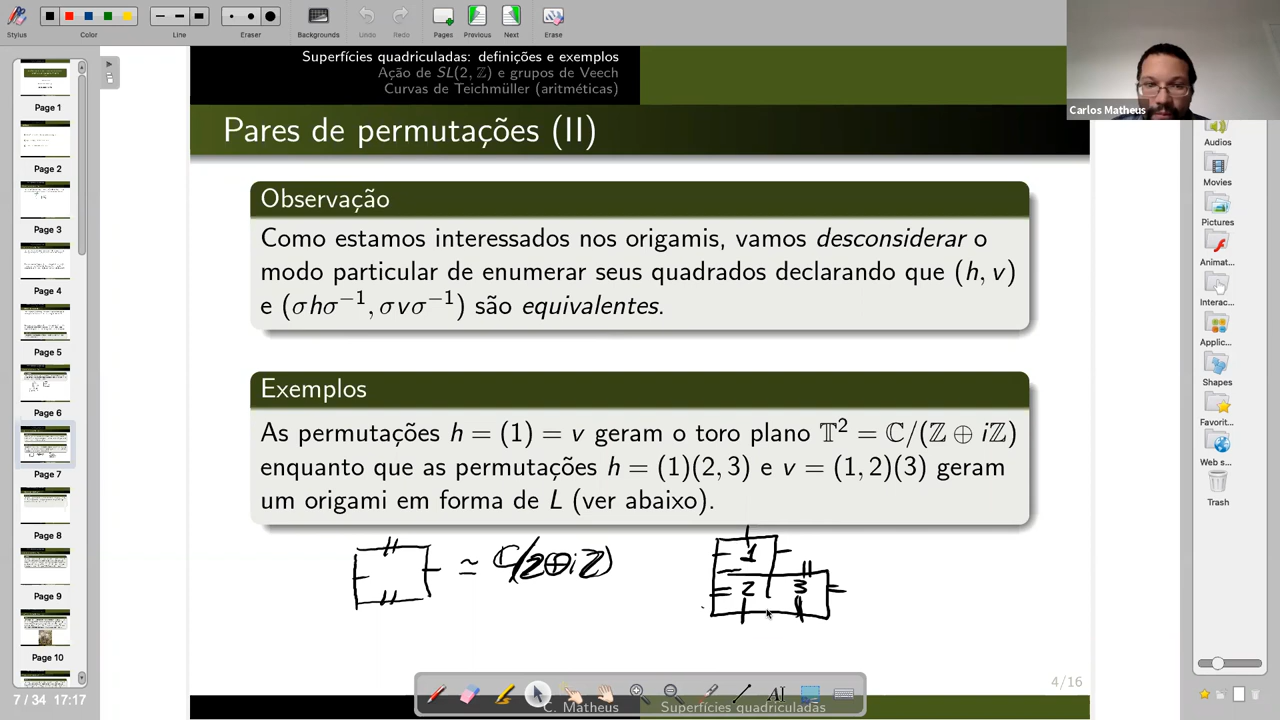 Stylus
Color
Line
Eraser
Backgrounds
Undo
Redo
Pages
Previous
Next
Erase
Superfícies quadriculadas: definições e exemplos
Ação de SL(2, ℤ) e grupos de Veech
Curvas de Teichmüller (aritméticas)
Carlos Matheus
Pares de permutações (II)
Observação
Como estamos interessados nos origamis, vamos desconsiderar o
modo particular de enumerar seus quadrados declarando que (h, v)
e (σhσ⁻¹, σvσ⁻¹) são equivalentes.
Exemplos
As permutações h = (1) = v geram o toro plano 𝕋² = ℂ/(ℤ ⊕ iℤ)
enquanto que as permutações h = (1)(2, 3) e v = (1, 2)(3) geram
um origami em forma de L (ver abaixo).
≃ ℂ/ℤ⊕iℤ)
1
2 3
4/16
C. Matheus Superfícies quadriculadas
Page 1
Page 2
Page 3
Page 4
Page 5
Page 6
Page 7
Page 8
Page 9
Page 10
7 / 34 17:17
Audios
Movies
Pictures
Animat...
Interac...
Applic...
Shapes
Favorit...
Web s...
Trash